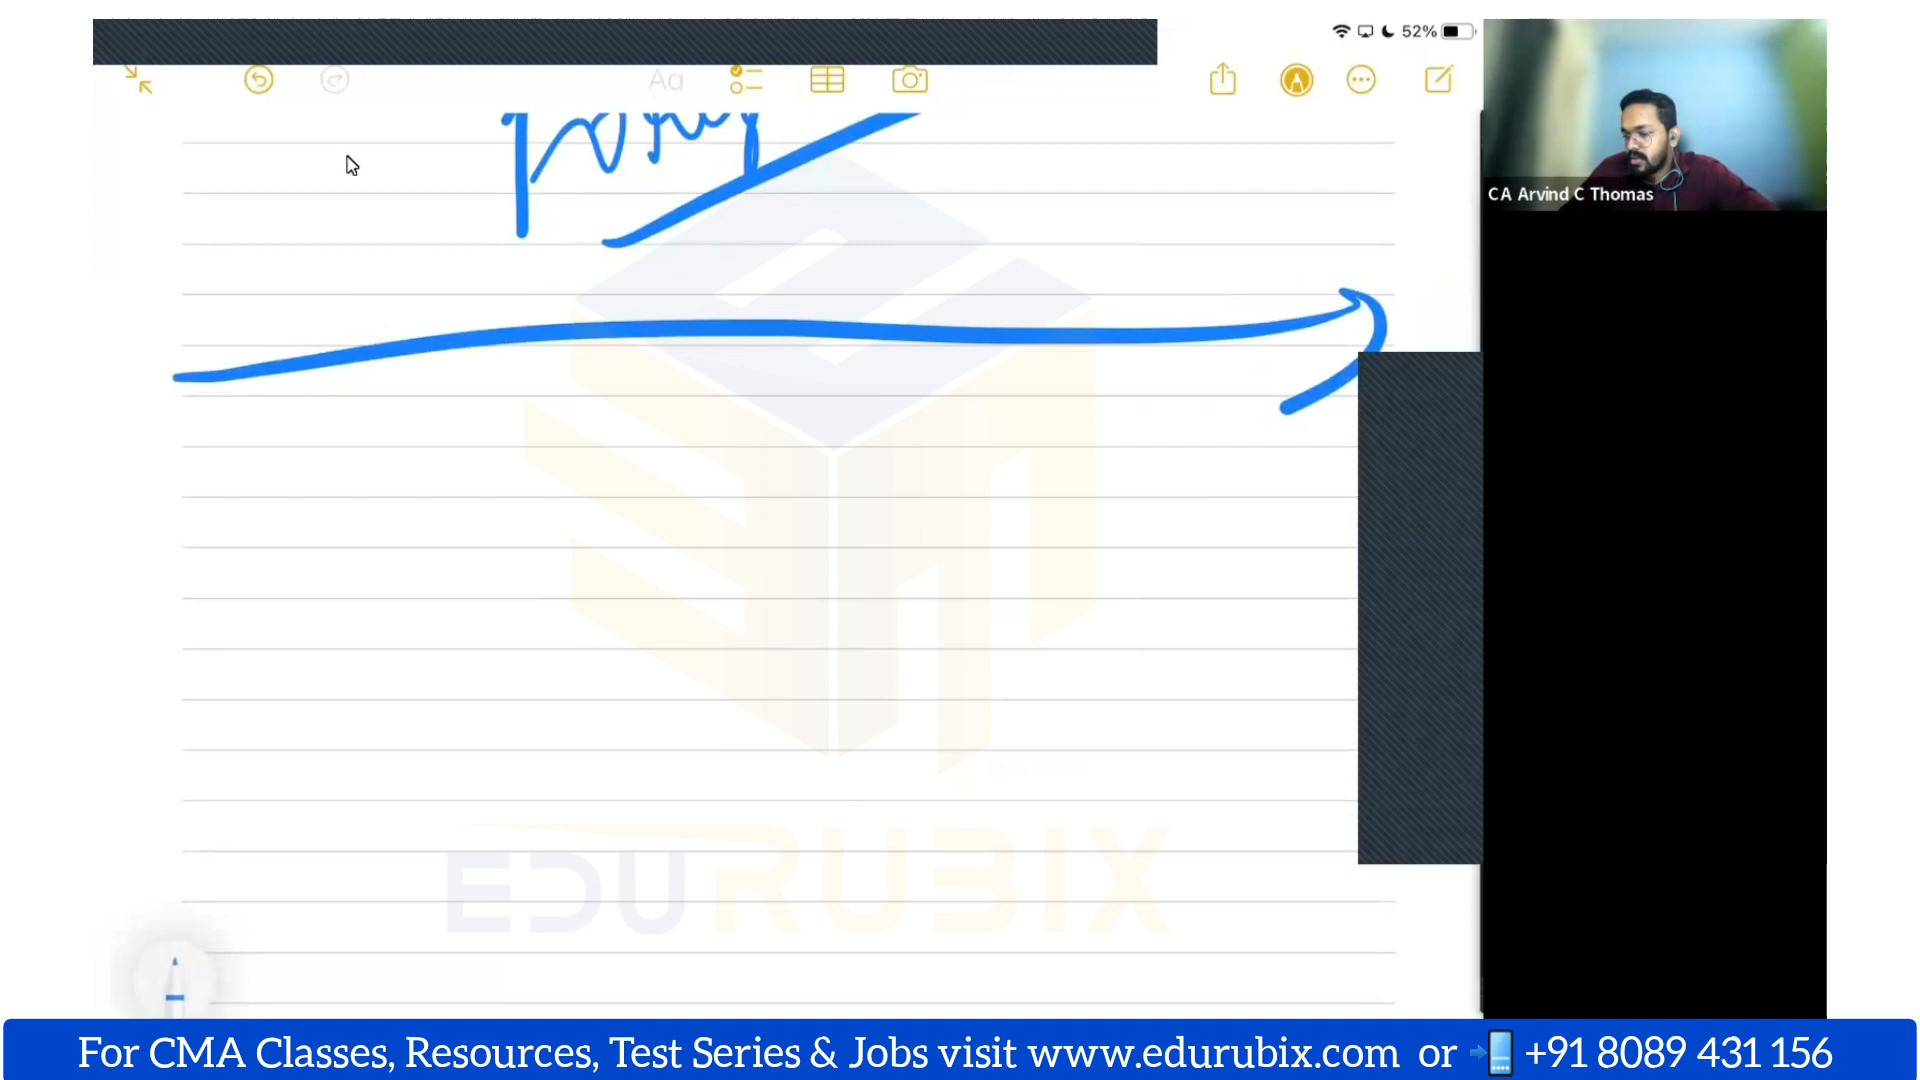 52%
Aa
CA Arvind C Thomas
EDURUBIX
For CMA Classes, Resources, Test Series & Jobs visit www.edurubix.com or +91 8089 431 156